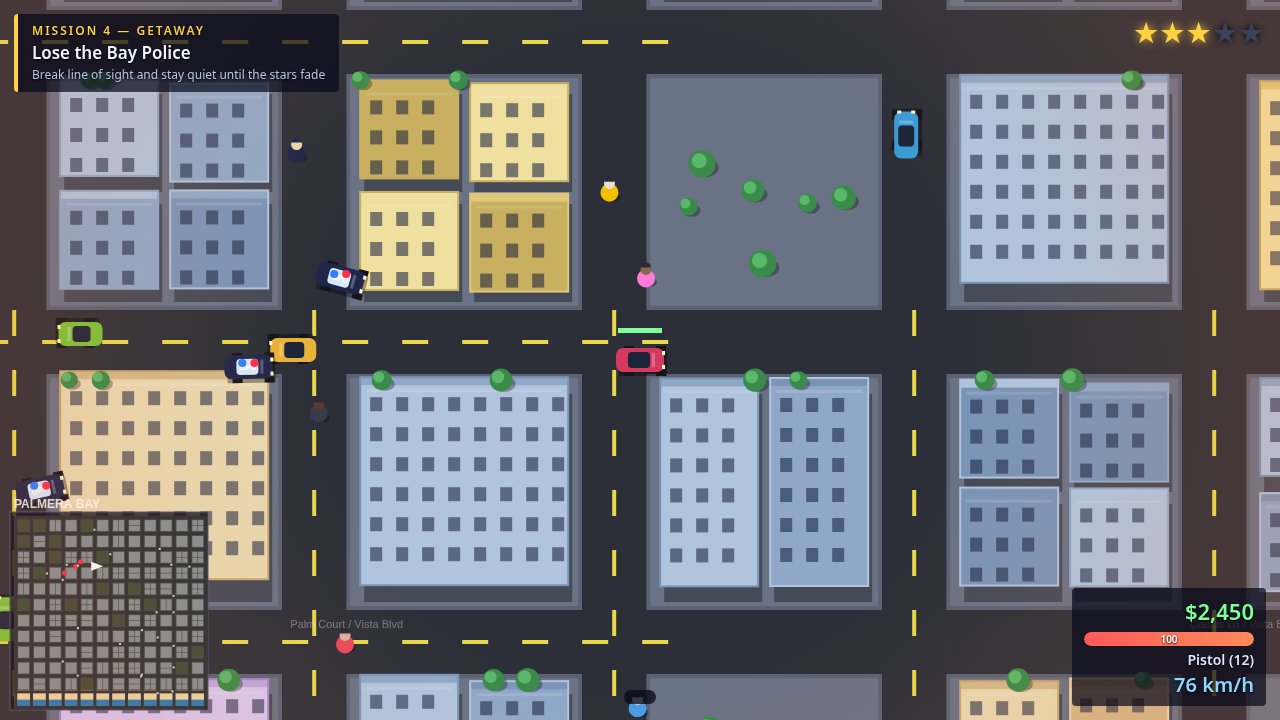 MISSION 4 — GETAWAY
Lose the Bay Police
Break line of sight and stay quiet until the stars fade
PALMERA BAY
Palm Court / Vista Blvd
$2,450
100
Pistol (12)
76 km/h